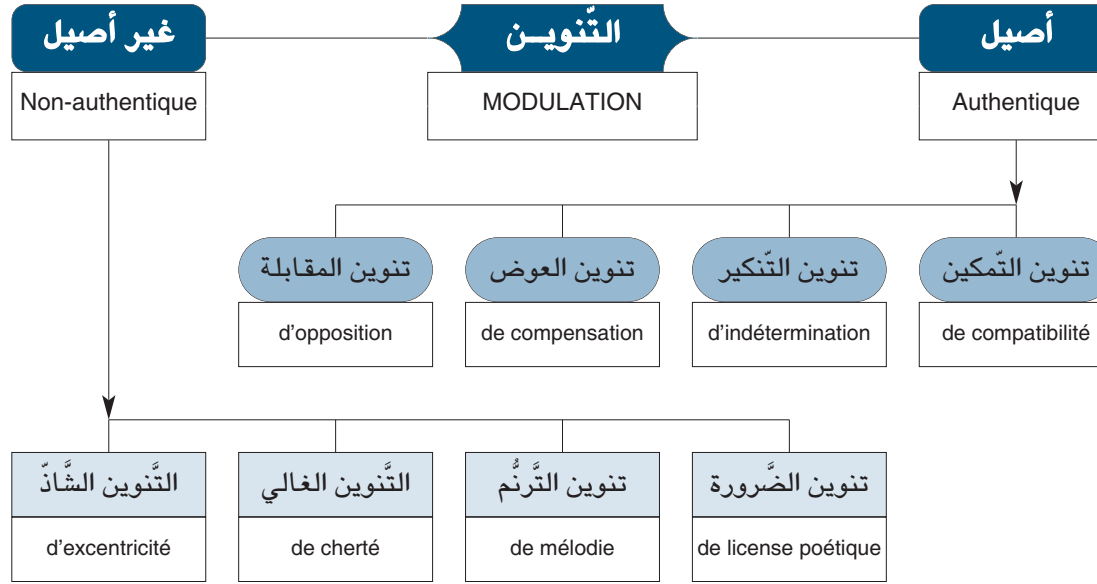 أصيل
التّنويــن
غير أصيل
Authentique
MODULATION
Non-authentique
تنوين التّمكين
تنوين التّنكير
تنوين العوض
تنوين المقابلة
de compatibilité
d'indétermination
de compensation
d'opposition
تنوين الضَّرورة
تنوين التَّرنُّم
التَّنوين الغالي
التَّنوين الشَّاذّ
de license poétique
de mélodie
de cherté
d'excentricité